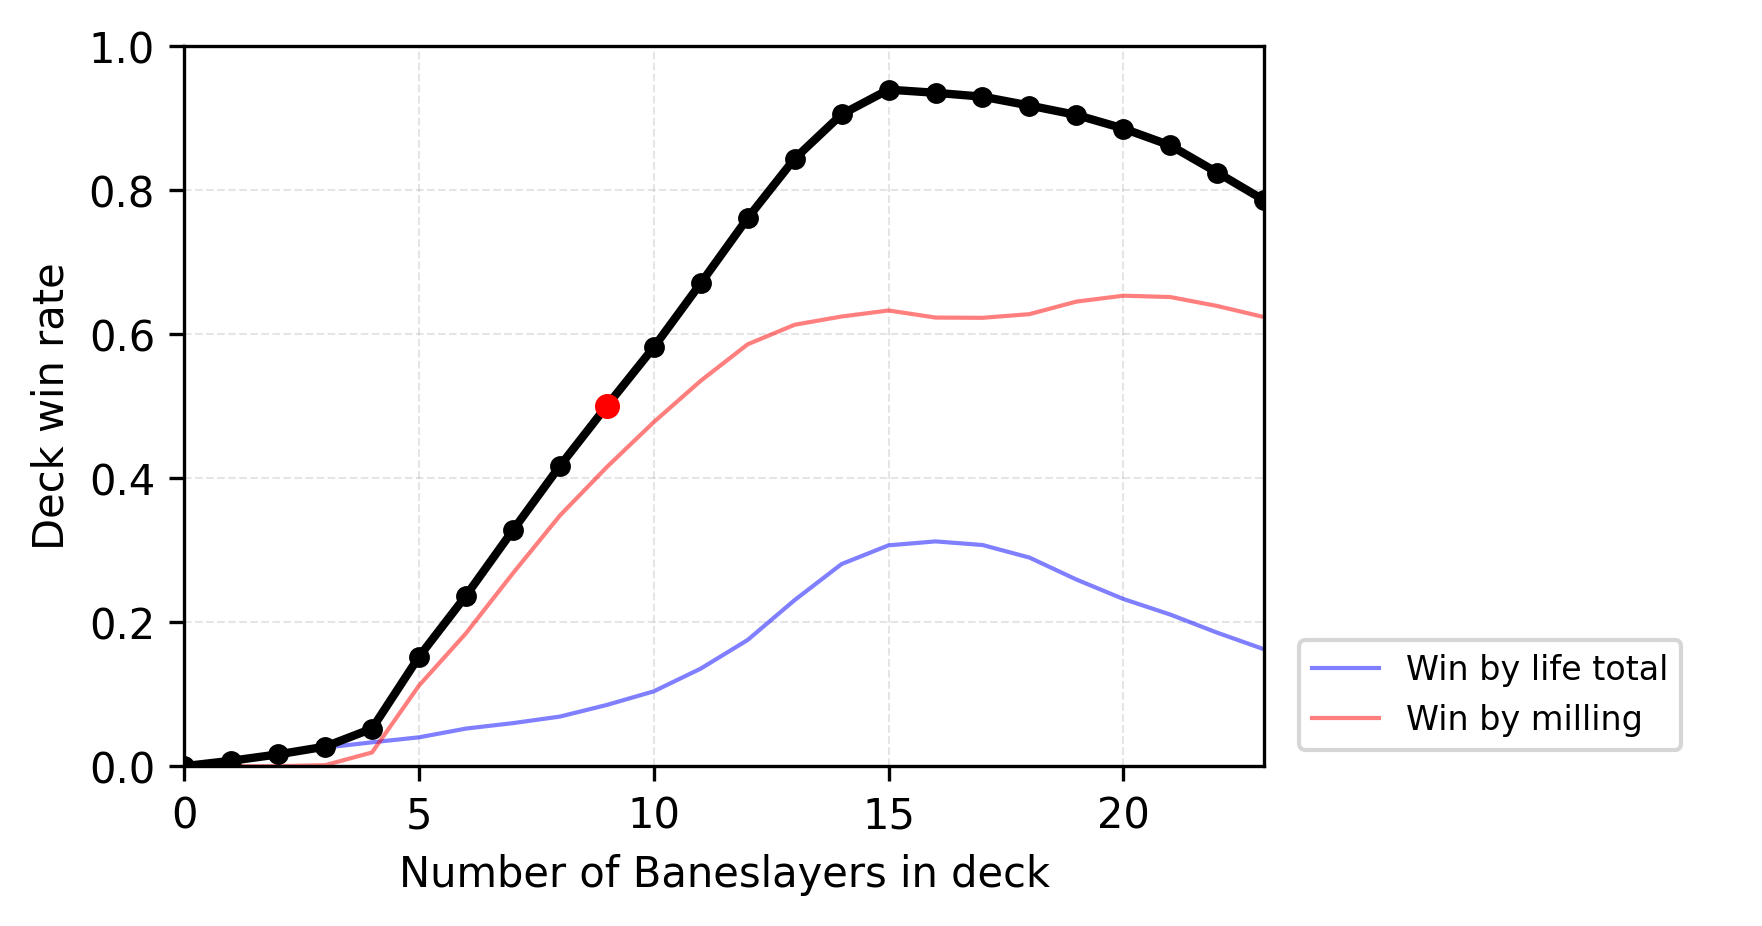 1.0
0.8
0.6
0.4
0.2
0.0
Deck win rate
0 5 10 15 20
Number of Baneslayers in deck
Win by life total
Win by milling